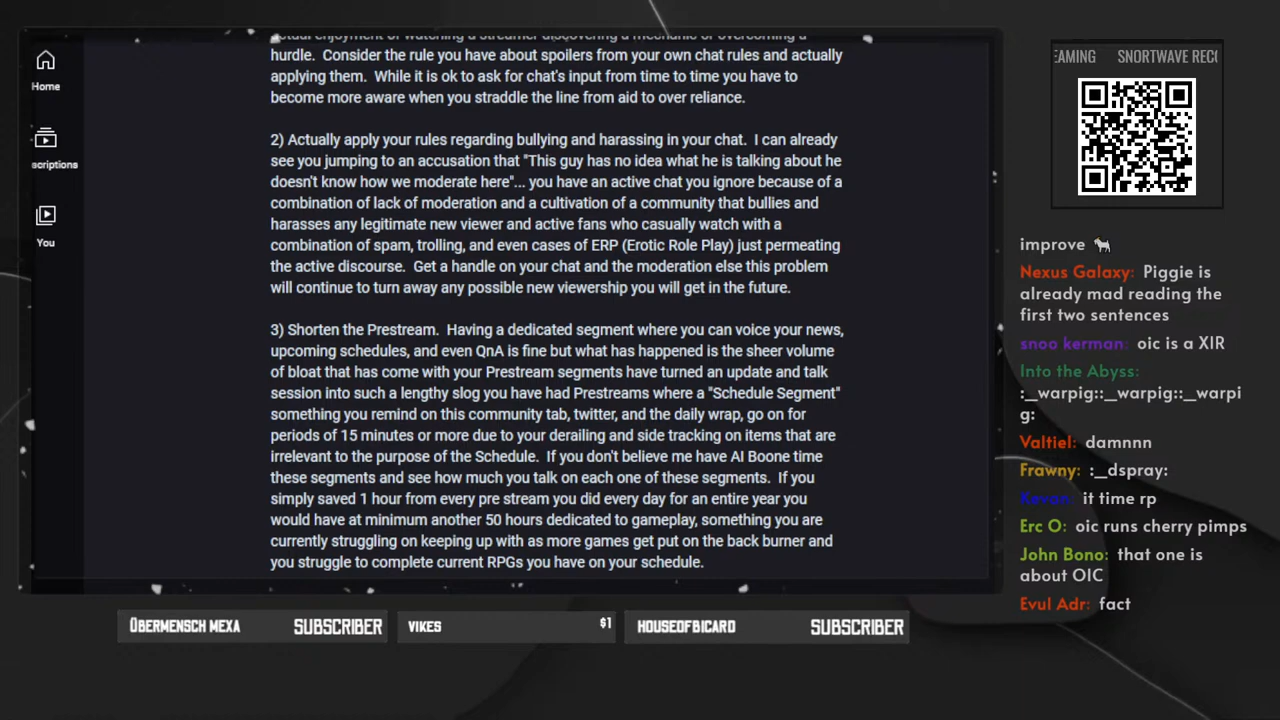 Home
scriptions
You
actual enjoyment of watching a streamer discovering a mechanic or overcoming a
hurdle. Consider the rule you have about spoilers from your own chat rules and actually
applying them. While it is ok to ask for chat's input from time to time you have to
become more aware when you straddle the line from aid to over reliance.
2) Actually apply your rules regarding bullying and harassing in your chat. I can already
see you jumping to an accusation that "This guy has no idea what he is talking about he
doesn't know how we moderate here"... you have an active chat you ignore because of a
combination of lack of moderation and a cultivation of a community that bullies and
harasses any legitimate new viewer and active fans who casually watch with a
combination of spam, trolling, and even cases of ERP (Erotic Role Play) just permeating
the active discourse. Get a handle on your chat and the moderation else this problem
will continue to turn away any possible new viewership you will get in the future.
3) Shorten the Prestream. Having a dedicated segment where you can voice your news,
upcoming schedules, and even QnA is fine but what has happened is the sheer volume
of bloat that has come with your Prestream segments have turned an update and talk
session into such a lengthy slog you have had Prestreams where a "Schedule Segment"
something you remind on this community tab, twitter, and the daily wrap, go on for
periods of 15 minutes or more due to your derailing and side tracking on items that are
irrelevant to the purpose of the Schedule. If you don't believe me have AI Boone time
these segments and see how much you talk on each one of these segments. If you
simply saved 1 hour from every pre stream you did every day for an entire year you
would have at minimum another 50 hours dedicated to gameplay, something you are
currently struggling on keeping up with as more games get put on the back burner and
you struggle to complete current RPGs you have on your schedule.
EAMING SNORTWAVE REC
improve
Nexus Galaxy: Piggie is
already mad reading the
first two sentences
snoo kerman: oic is a XIR
Into the Abyss:
:__warpig::__warpig::__warpi
g:
Valtiel: damnnn
Frawny: :_dspray:
Kevan: it time rp
Erc O: oic runs cherry pimps
John Bono: that one is
about OIC
Evul Adr: fact
ÜBERMENSCH MEXA SUBSCRIBER
VIKES $1
HOUSEOFBICARD SUBSCRIBER